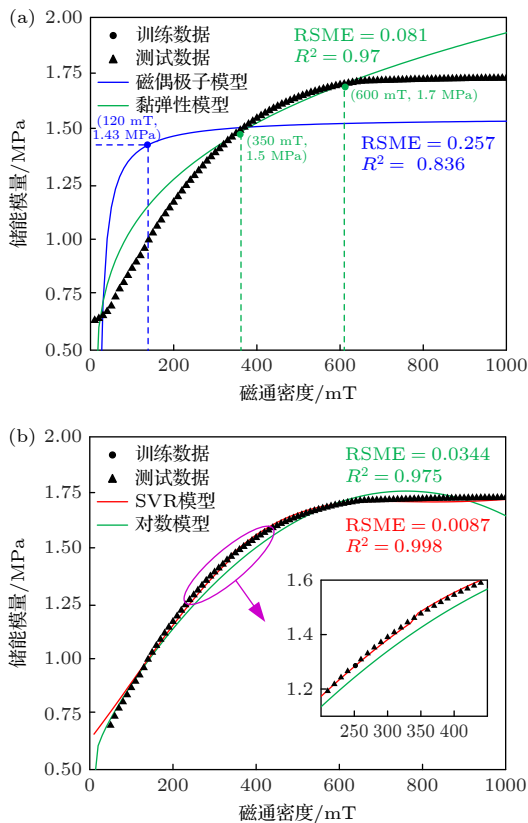 (a)
2.00
1.75
1.50
1.25
1.00
0.75
0.50
储能模量/MPa
训练数据
测试数据
磁偶极子模型
黏弹性模型
RSME = 0.081
R² = 0.97
(120 mT,
1.43 MPa)
(600 mT, 1.7 MPa)
(350 mT,
1.5 MPa)
RSME = 0.257
R² = 0.836
0 200 400 600 800 1000
磁通密度/mT
(b)
2.00
1.75
1.50
1.25
1.00
0.75
0.50
储能模量/MPa
训练数据
测试数据
SVR模型
对数模型
RSME = 0.0344
R² = 0.975
RSME = 0.0087
R² = 0.998
1.6
1.4
1.2
250 300 350 400
0 200 400 600 800 1000
磁通密度/mT